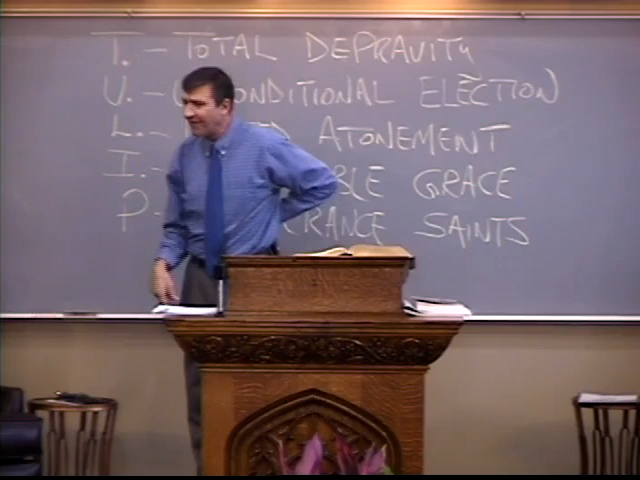 T. - TOTAL DEPRAVITY
U. - ONDITIONAL ELECTION
L. - ATONEMENT
I. - BLE GRACE
P - RANCE SAINTS